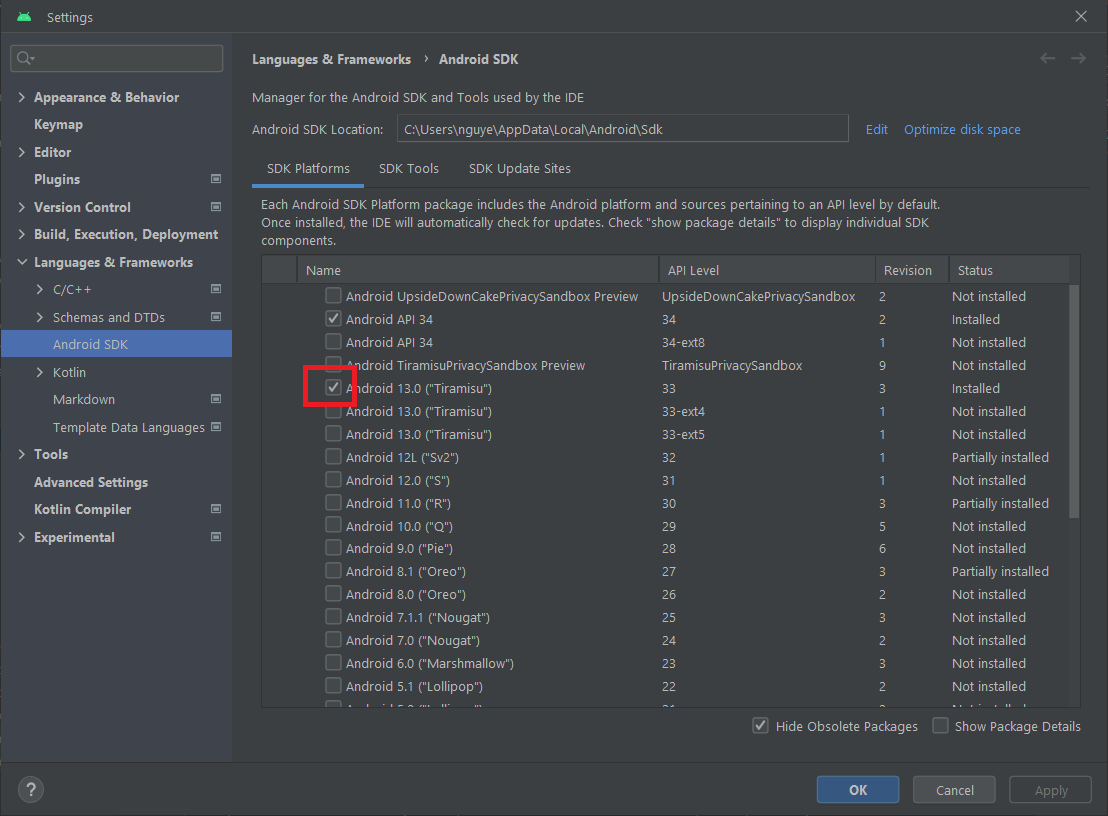 Settings
Appearance & Behavior
Keymap
Editor
Plugins
Version Control
Build, Execution, Deployment
Languages & Frameworks
C/C++
Schemas and DTDs
Android SDK
Kotlin
Markdown
Template Data Languages
Tools
Advanced Settings
Kotlin Compiler
Experimental
Languages & Frameworks › Android SDK
Manager for the Android SDK and Tools used by the IDE
Android SDK Location: C:\Users\nguye\AppData\Local\Android\Sdk Edit Optimize disk space
SDK Platforms SDK Tools SDK Update Sites
Each Android SDK Platform package includes the Android platform and sources pertaining to an API level by default.
Once installed, the IDE will automatically check for updates. Check "show package details" to display individual SDK
components.
Name API Level Revision Status
Android UpsideDownCakePrivacySandbox Preview UpsideDownCakePrivacySandbox 2 Not installed
Android API 34 34 2 Installed
Android API 34 34-ext8 1 Not installed
Android TiramisuPrivacySandbox Preview TiramisuPrivacySandbox 9 Not installed
Android 13.0 ("Tiramisu") 33 3 Installed
Android 13.0 ("Tiramisu") 33-ext4 1 Not installed
Android 13.0 ("Tiramisu") 33-ext5 1 Not installed
Android 12L ("Sv2") 32 1 Partially installed
Android 12.0 ("S") 31 1 Not installed
Android 11.0 ("R") 30 3 Partially installed
Android 10.0 ("Q") 29 5 Not installed
Android 9.0 ("Pie") 28 6 Not installed
Android 8.1 ("Oreo") 27 3 Partially installed
Android 8.0 ("Oreo") 26 2 Not installed
Android 7.1.1 ("Nougat") 25 3 Not installed
Android 7.0 ("Nougat") 24 2 Not installed
Android 6.0 ("Marshmallow") 23 3 Not installed
Android 5.1 ("Lollipop") 22 2 Not installed
Hide Obsolete Packages Show Package Details
? OK Cancel Apply